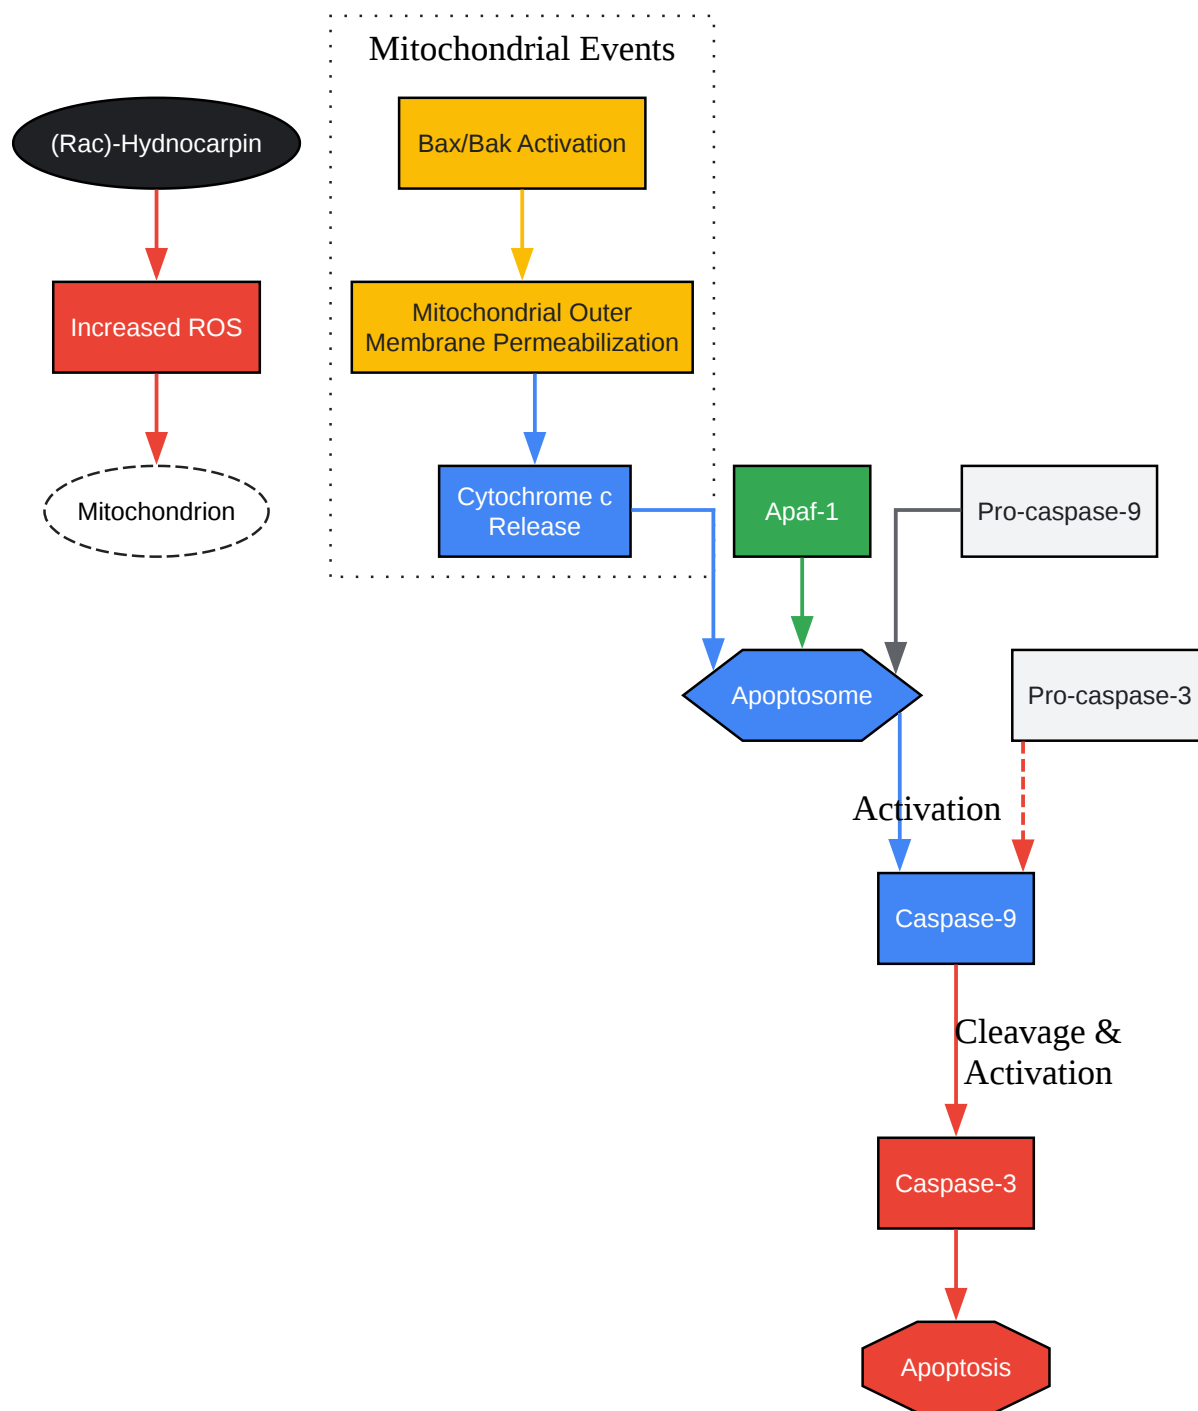 Mitochondrial Events
(Rac)-Hydnocarpin
Bax/Bak Activation
Increased ROS
Mitochondrial Outer
Membrane Permeabilization
Mitochondrion
Cytochrome c
Release
Apaf-1
Pro-caspase-9
Apoptosome
Pro-caspase-3
Activation
Caspase-9
Cleavage &
Activation
Caspase-3
Apoptosis